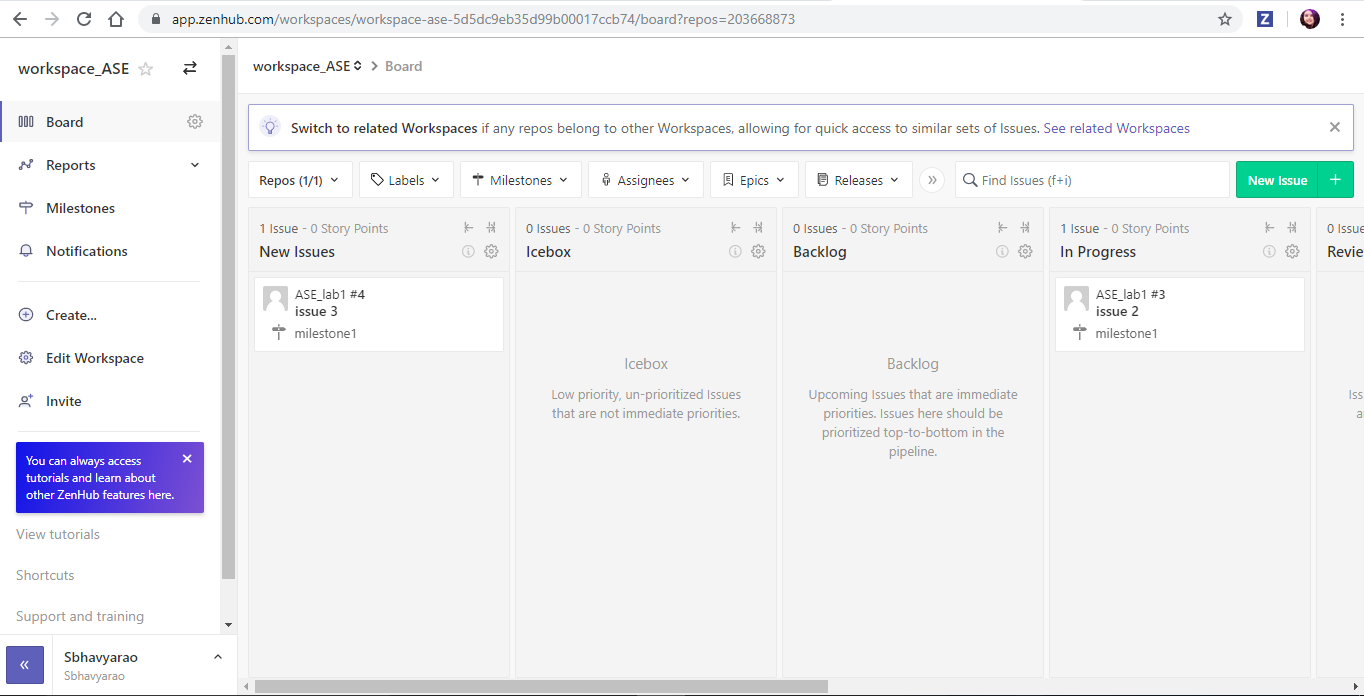 app.zenhub.com/workspaces/workspace-ase-5d5dc9eb35d99b00017ccb74/board?repos=203668873
Z
workspace_ASE
Board
Reports
Milestones
Notifications
Create...
Edit Workspace
Invite
You can always access
tutorials and learn about
other ZenHub features here.
View tutorials
Shortcuts
Support and training
Sbhavyarao
Sbhavyarao
workspace_ASE > Board
Switch to related Workspaces if any repos belong to other Workspaces, allowing for quick access to similar sets of Issues. See related Workspaces
Repos (1/1) Labels Milestones Assignees Epics Releases Find Issues (f+i) New Issue +
1 Issue - 0 Story Points
New Issues
ASE_lab1 #4
issue 3
milestone1
0 Issues - 0 Story Points
Icebox
Icebox
Low priority, un-prioritized Issues
that are not immediate priorities.
0 Issues - 0 Story Points
Backlog
Backlog
Upcoming Issues that are immediate
priorities. Issues here should be
prioritized top-to-bottom in the
pipeline.
1 Issue - 0 Story Points
In Progress
ASE_lab1 #3
issue 2
milestone1
0 Issue
Revie
Iss
a